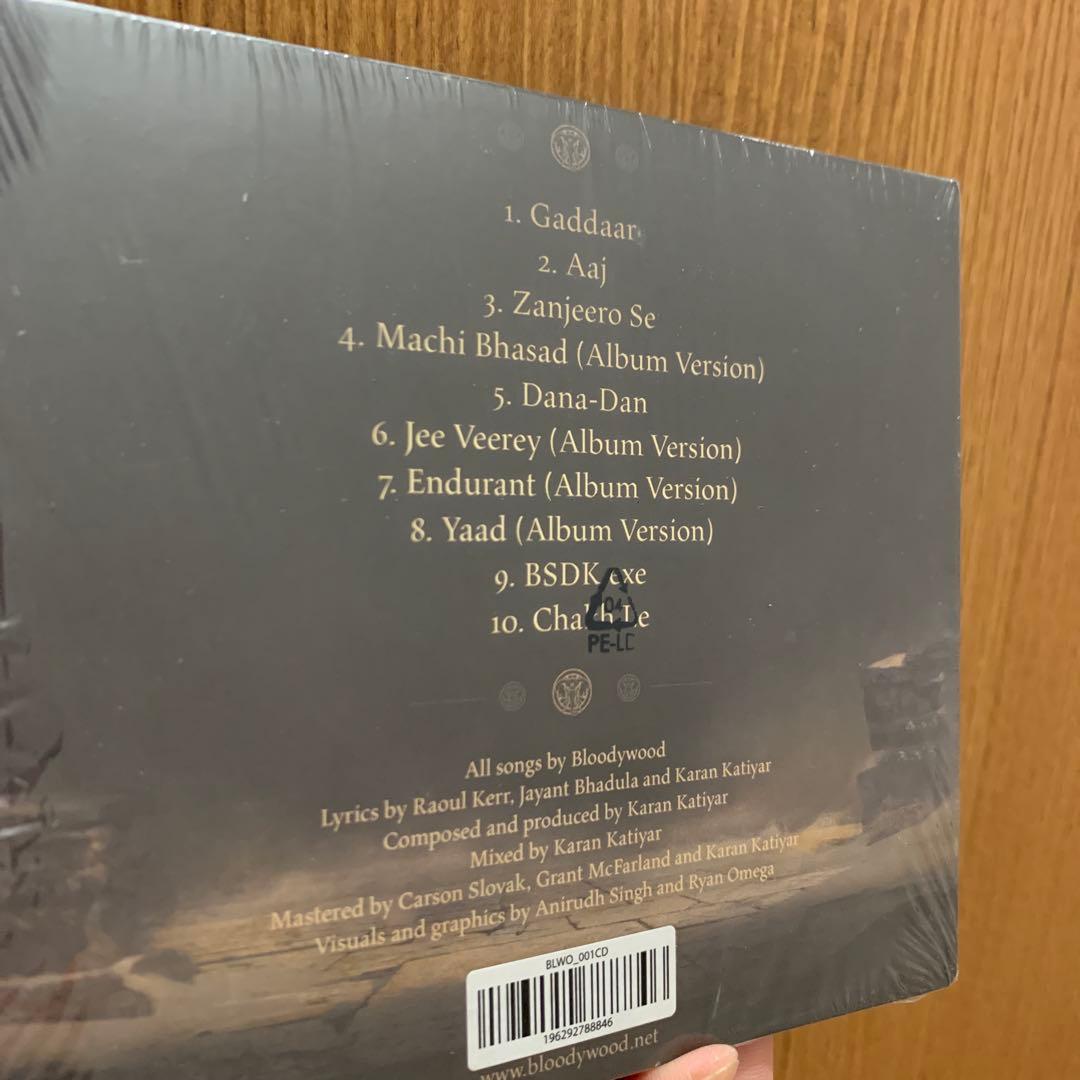 1. Gaddaar
2. Aaj
3. Zanjeero Se
4. Machi Bhasad (Album Version)
5. Dana-Dan
6. Jee Veerey (Album Version)
7. Endurant (Album Version)
8. Yaad (Album Version)
9. BSDK.exe
10. Chakh Le
04
PE-LD
All songs by Bloodywood
Lyrics by Raoul Kerr, Jayant Bhadula and Karan Katiyar
Composed and produced by Karan Katiyar
Mixed by Karan Katiyar
Mastered by Carson Slovak, Grant McFarland and Karan Katiyar
Visuals and graphics by Anirudh Singh and Ryan Omega
BLWO_001CD
196292788846
www.bloodywood.net